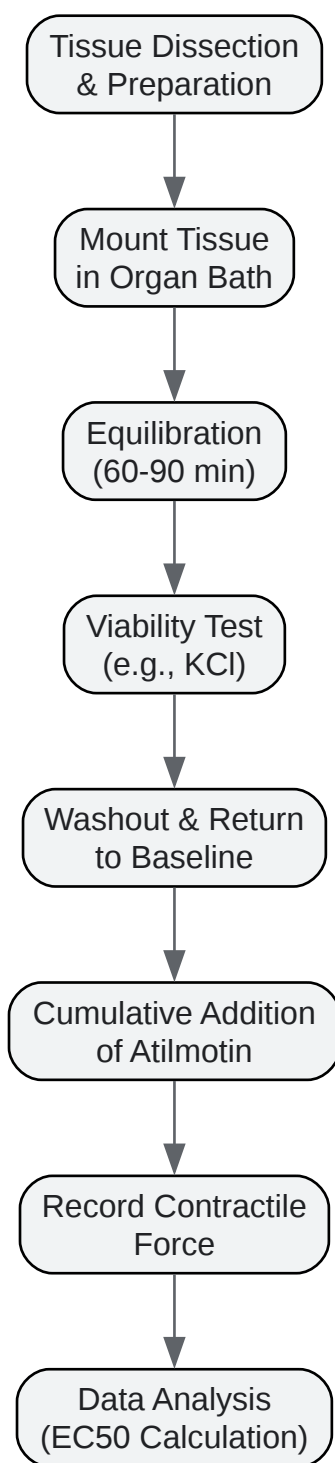 Tissue Dissection
& Preparation
Mount Tissue
in Organ Bath
Equilibration
(60-90 min)
Viability Test
(e.g., KCl)
Washout & Return
to Baseline
Cumulative Addition
of Atilmotin
Record Contractile
Force
Data Analysis
(EC50 Calculation)